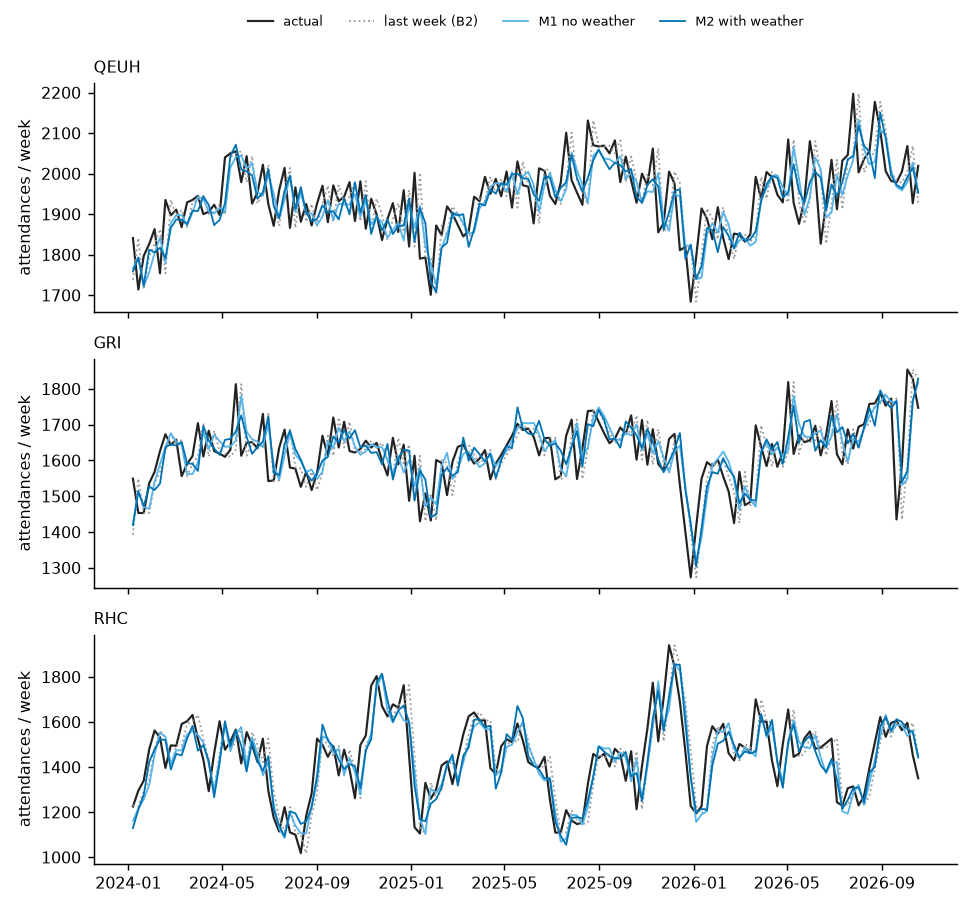 actual last week (B2) M1 no weather M2 with weather
QEUH
2200
2100
2000
1900
1800
1700
attendances / week
GRI
1800
1700
1600
1500
1400
1300
attendances / week
RHC
1800
1600
1400
1200
1000
attendances / week
2024-01 2024-05 2024-09 2025-01 2025-05 2025-09 2026-01 2026-05 2026-09